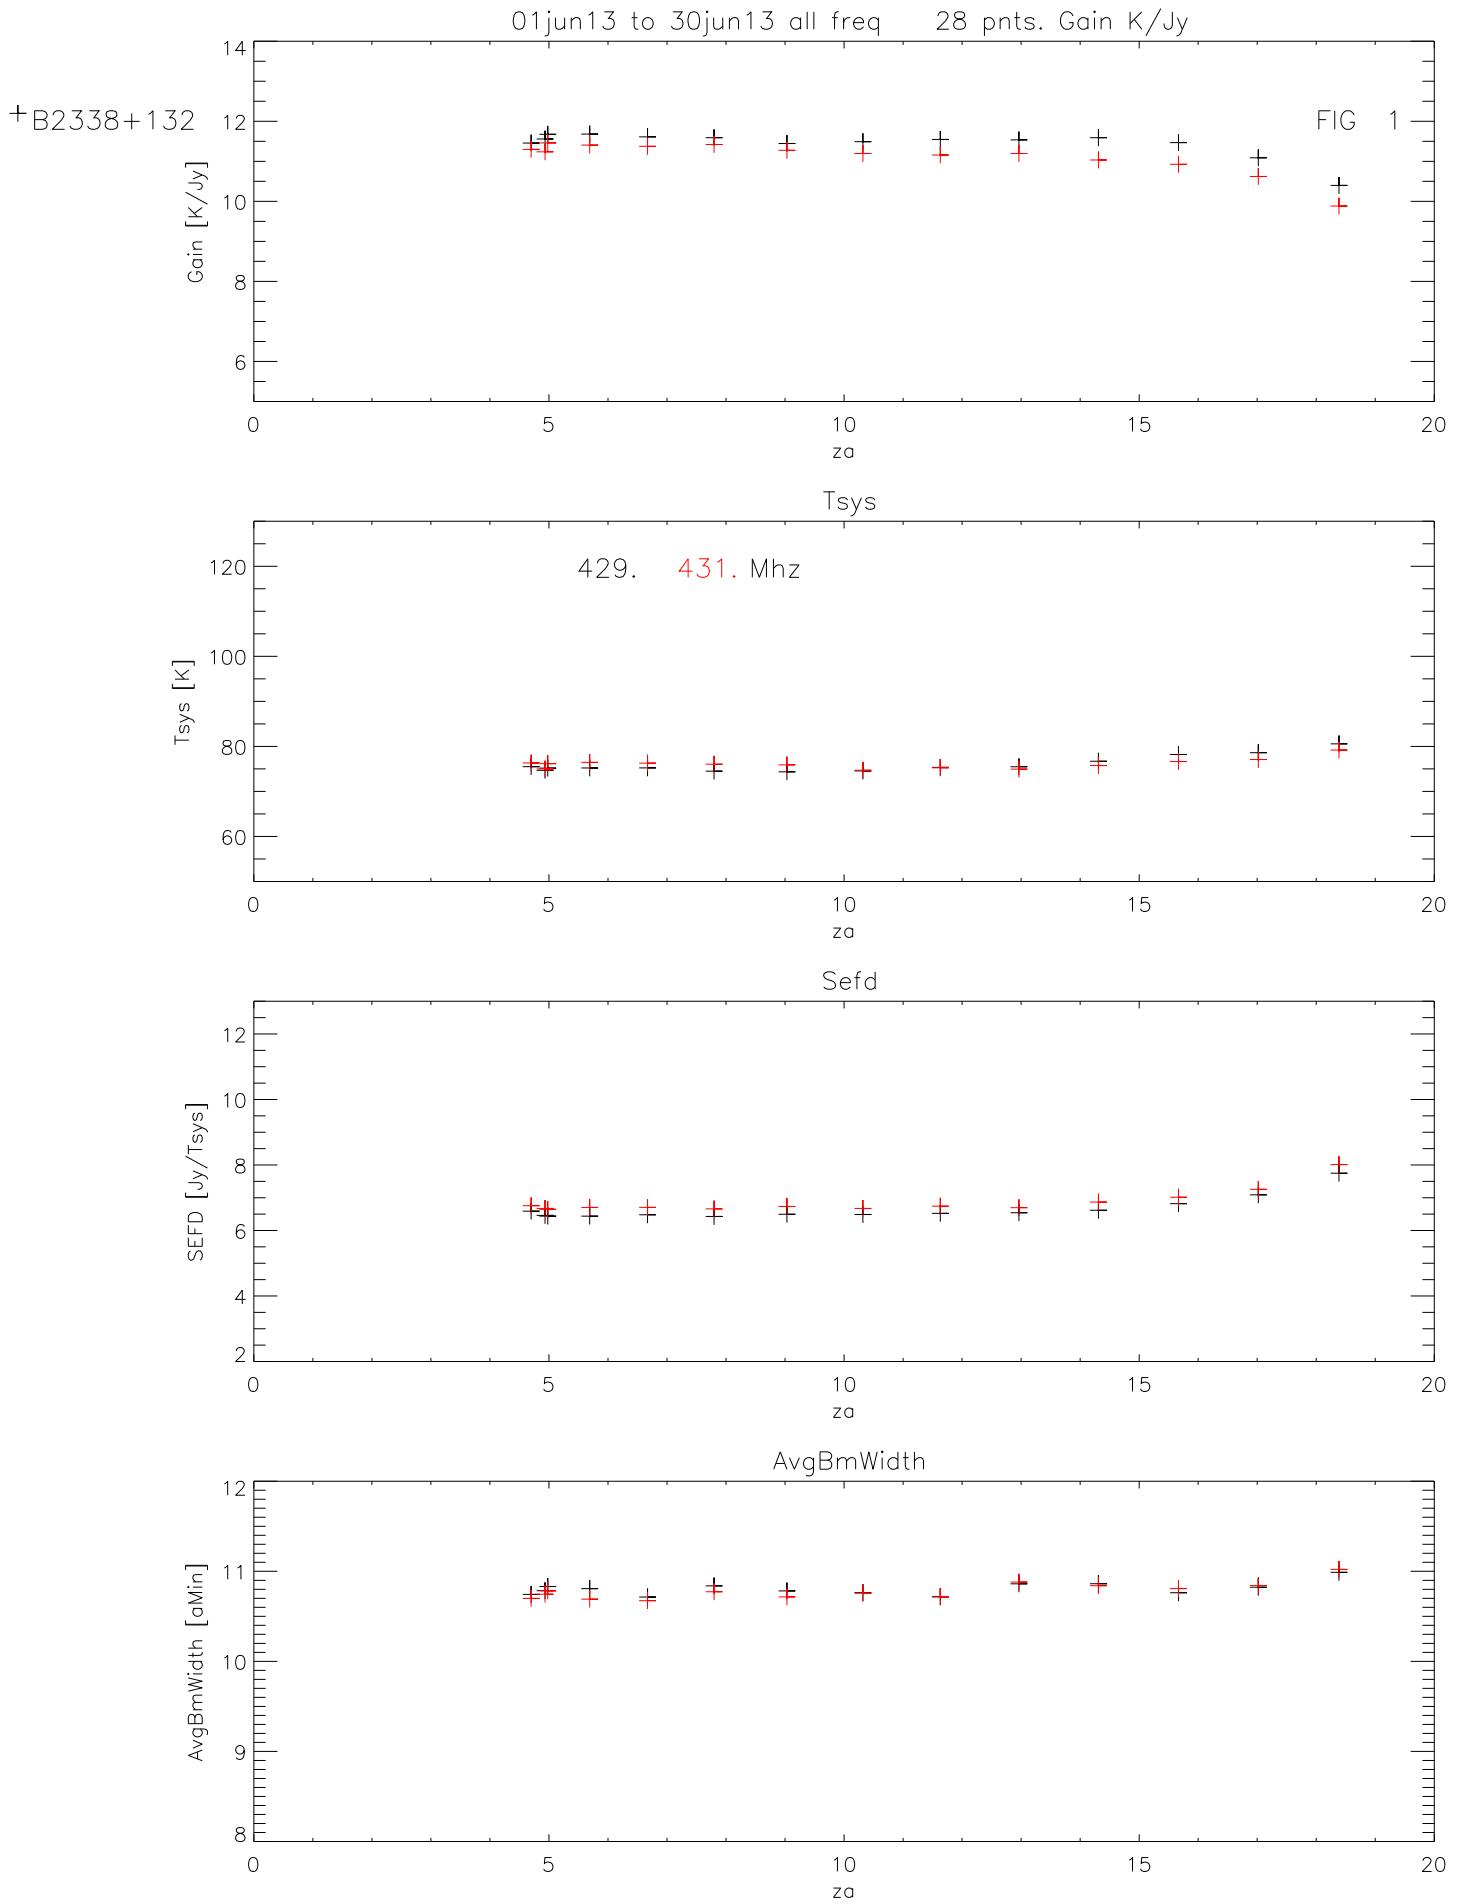 01jun13 to 30jun13 all freq 28 pnts. Gain K/Jy
+B2338+132
FIG 1
Gain [K/Jy]
14
12
10
8
6
0 5 10 15 20
za
Tsys
429. 431. Mhz
Tsys [K]
120
100
80
60
0 5 10 15 20
za
Sefd
SEFD [Jy/Tsys]
12
10
8
6
4
2
0 5 10 15 20
za
AvgBmWidth
AvgBmWidth [aMin]
12
11
10
9
8
0 5 10 15 20
za